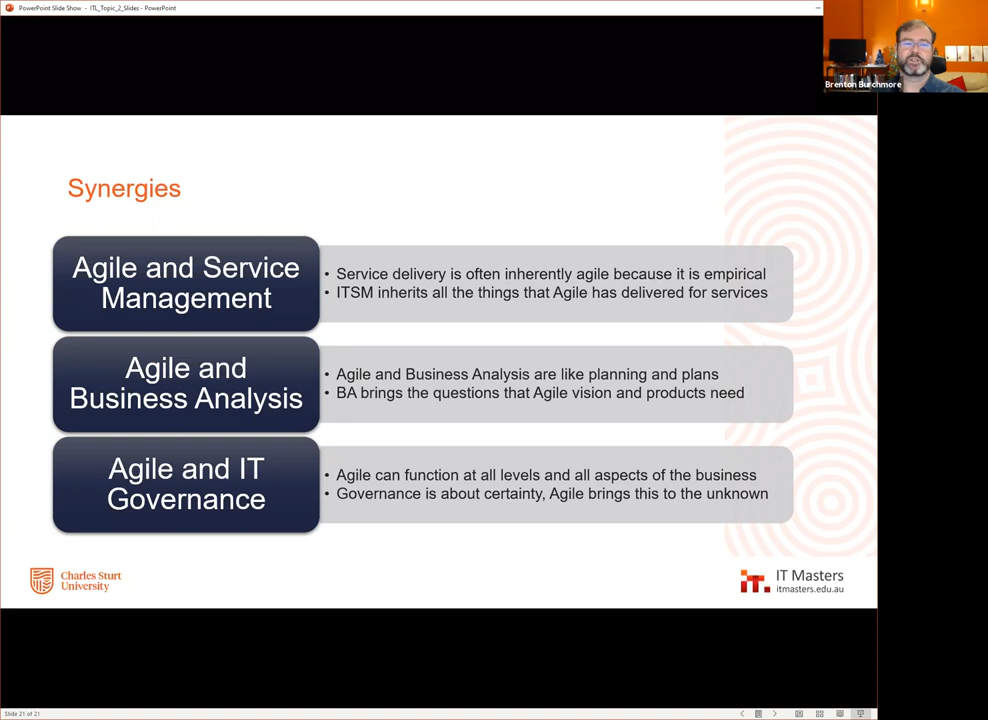 PowerPoint Slide Show - ITL_Topic_2_Slides - PowerPoint
Brenton Burchmore
Synergies
Agile and Service
Management
• Service delivery is often inherently agile because it is empirical
• ITSM inherits all the things that Agile has delivered for services
Agile and
Business Analysis
• Agile and Business Analysis are like planning and plans
• BA brings the questions that Agile vision and products need
Agile and IT
Governance
• Agile can function at all levels and all aspects of the business
• Governance is about certainty, Agile brings this to the unknown
Charles Sturt
University
IT Masters
itmasters.edu.au
Slide 21 of 21